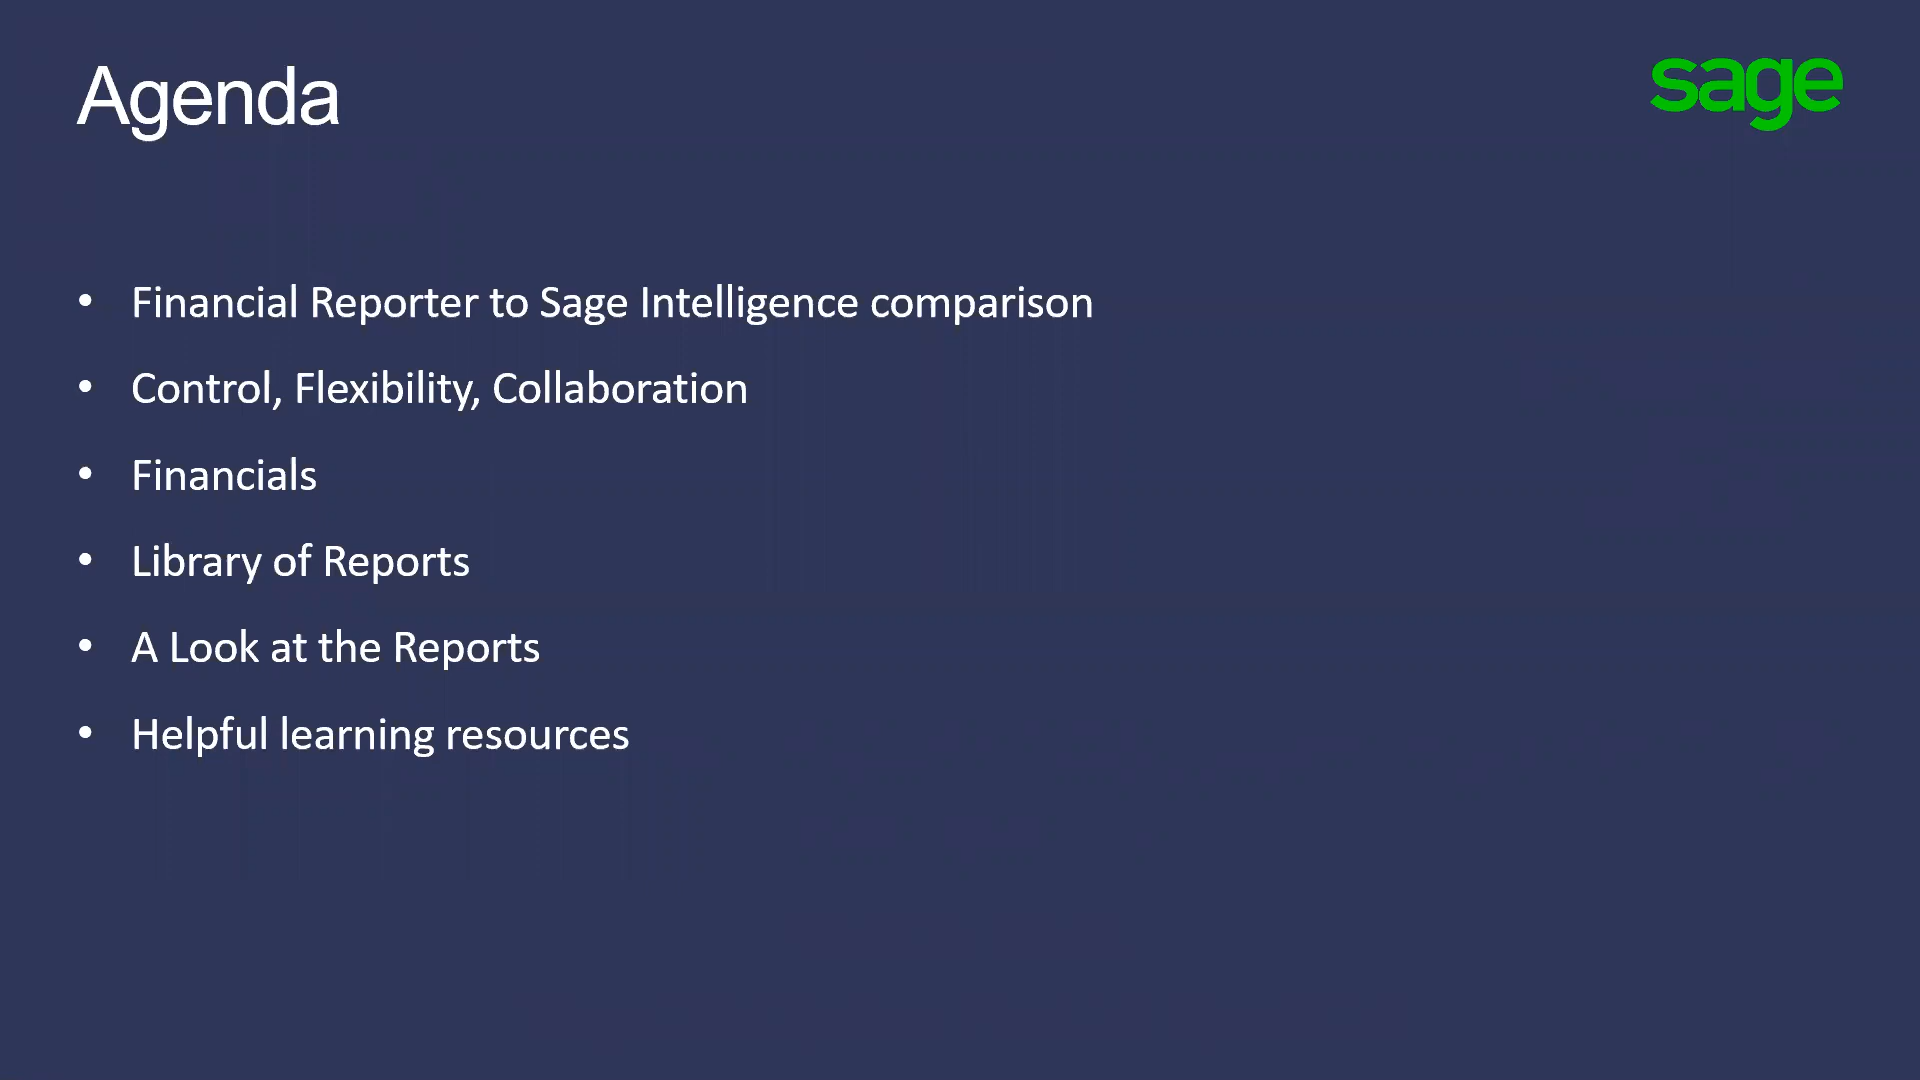 Agenda
sage
• Financial Reporter to Sage Intelligence comparison
• Control, Flexibility, Collaboration
• Financials
• Library of Reports
• A Look at the Reports
• Helpful learning resources